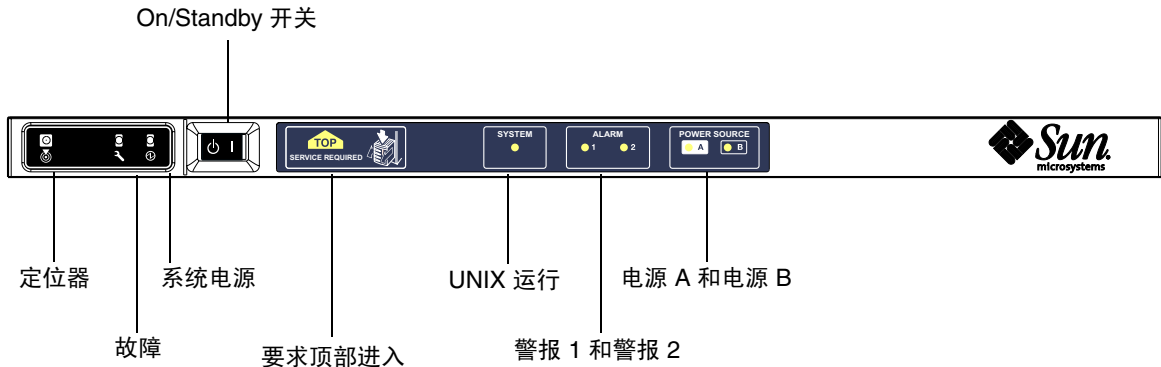 On/Standby 开关
TOP
SERVICE REQUIRED
SYSTEM
ALARM
1 2
POWER SOURCE
A B
Sun.
microsystems
定位器
系统电源
UNIX 运行
电源 A 和电源 B
故障
要求顶部进入
警报 1 和警报 2